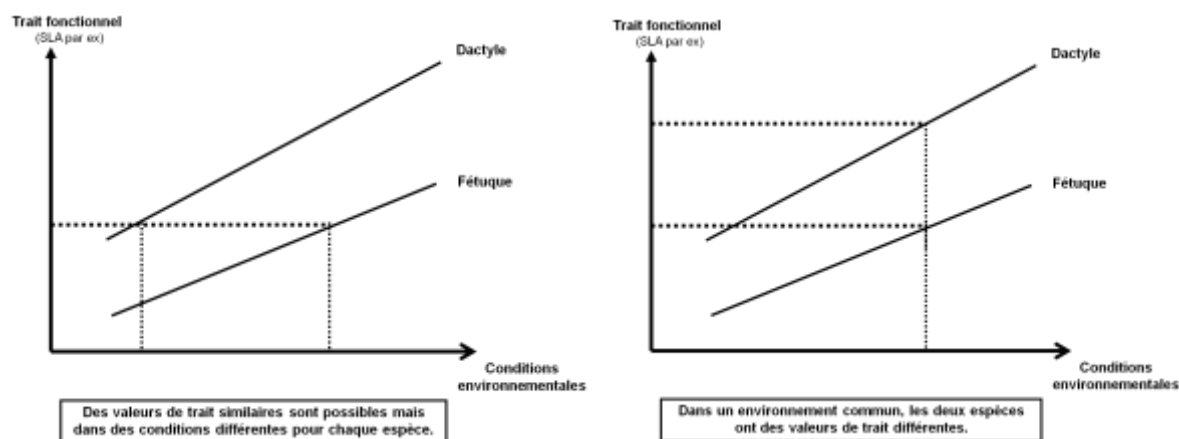 Trait fonctionnel
(SLA par ex)
Dactyle
Fétuque
Conditions
environnementales
Des valeurs de trait similaires sont possibles mais
dans des conditions différentes pour chaque espèce.
Trait fonctionnel
(SLA par ex)
Dactyle
Fétuque
Conditions
environnementales
Dans un environnement commun, les deux espèces
ont des valeurs de trait différentes.